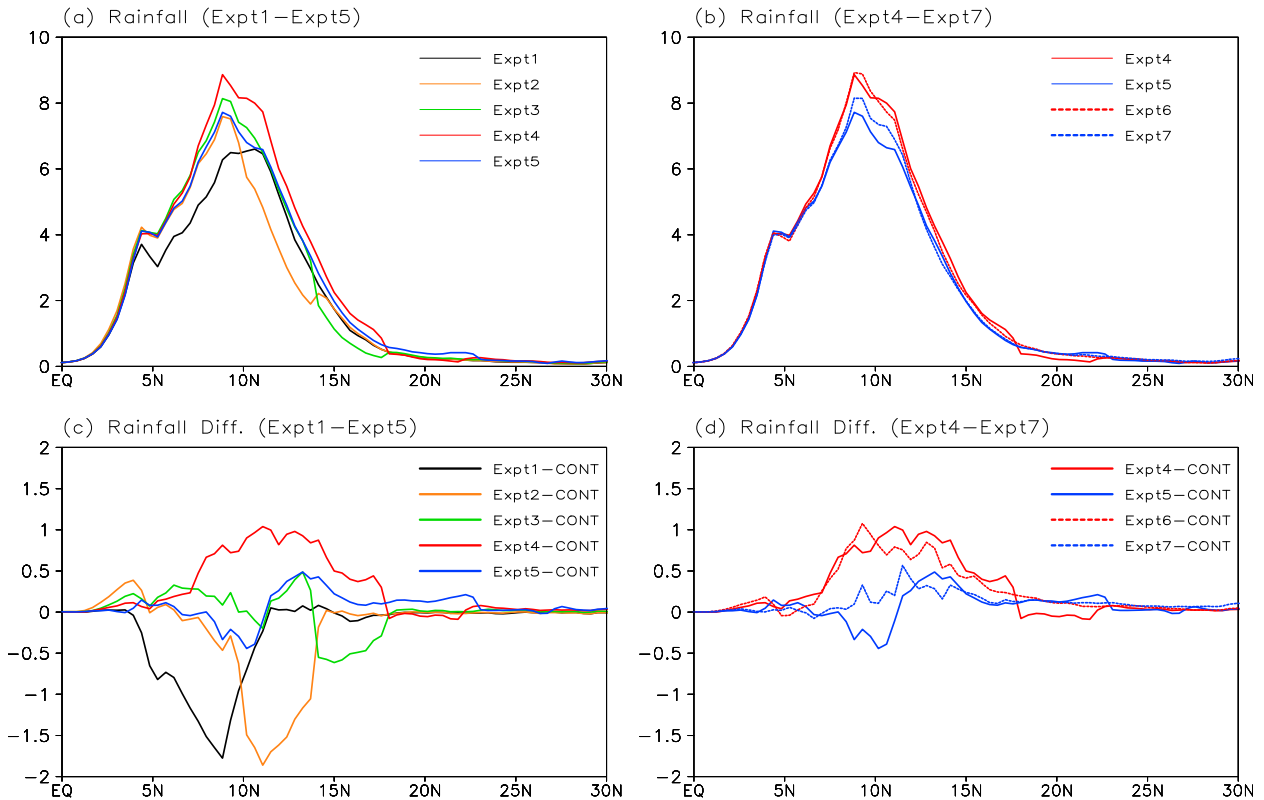 (a) Rainfall (Expt1−Expt5)
10
8
6
4
2
0
EQ 5N 10N 15N 20N 25N 30N
Expt1
Expt2
Expt3
Expt4
Expt5
(b) Rainfall (Expt4−Expt7)
10
8
6
4
2
0
EQ 5N 10N 15N 20N 25N 30N
Expt4
Expt5
Expt6
Expt7
(c) Rainfall Diff. (Expt1−Expt5)
2
1.5
1
0.5
0
−0.5
−1
−1.5
−2
EQ 5N 10N 15N 20N 25N 30N
Expt1−CONT
Expt2−CONT
Expt3−CONT
Expt4−CONT
Expt5−CONT
(d) Rainfall Diff. (Expt4−Expt7)
2
1.5
1
0.5
0
−0.5
−1
−1.5
−2
EQ 5N 10N 15N 20N 25N 30N
Expt4−CONT
Expt5−CONT
Expt6−CONT
Expt7−CONT